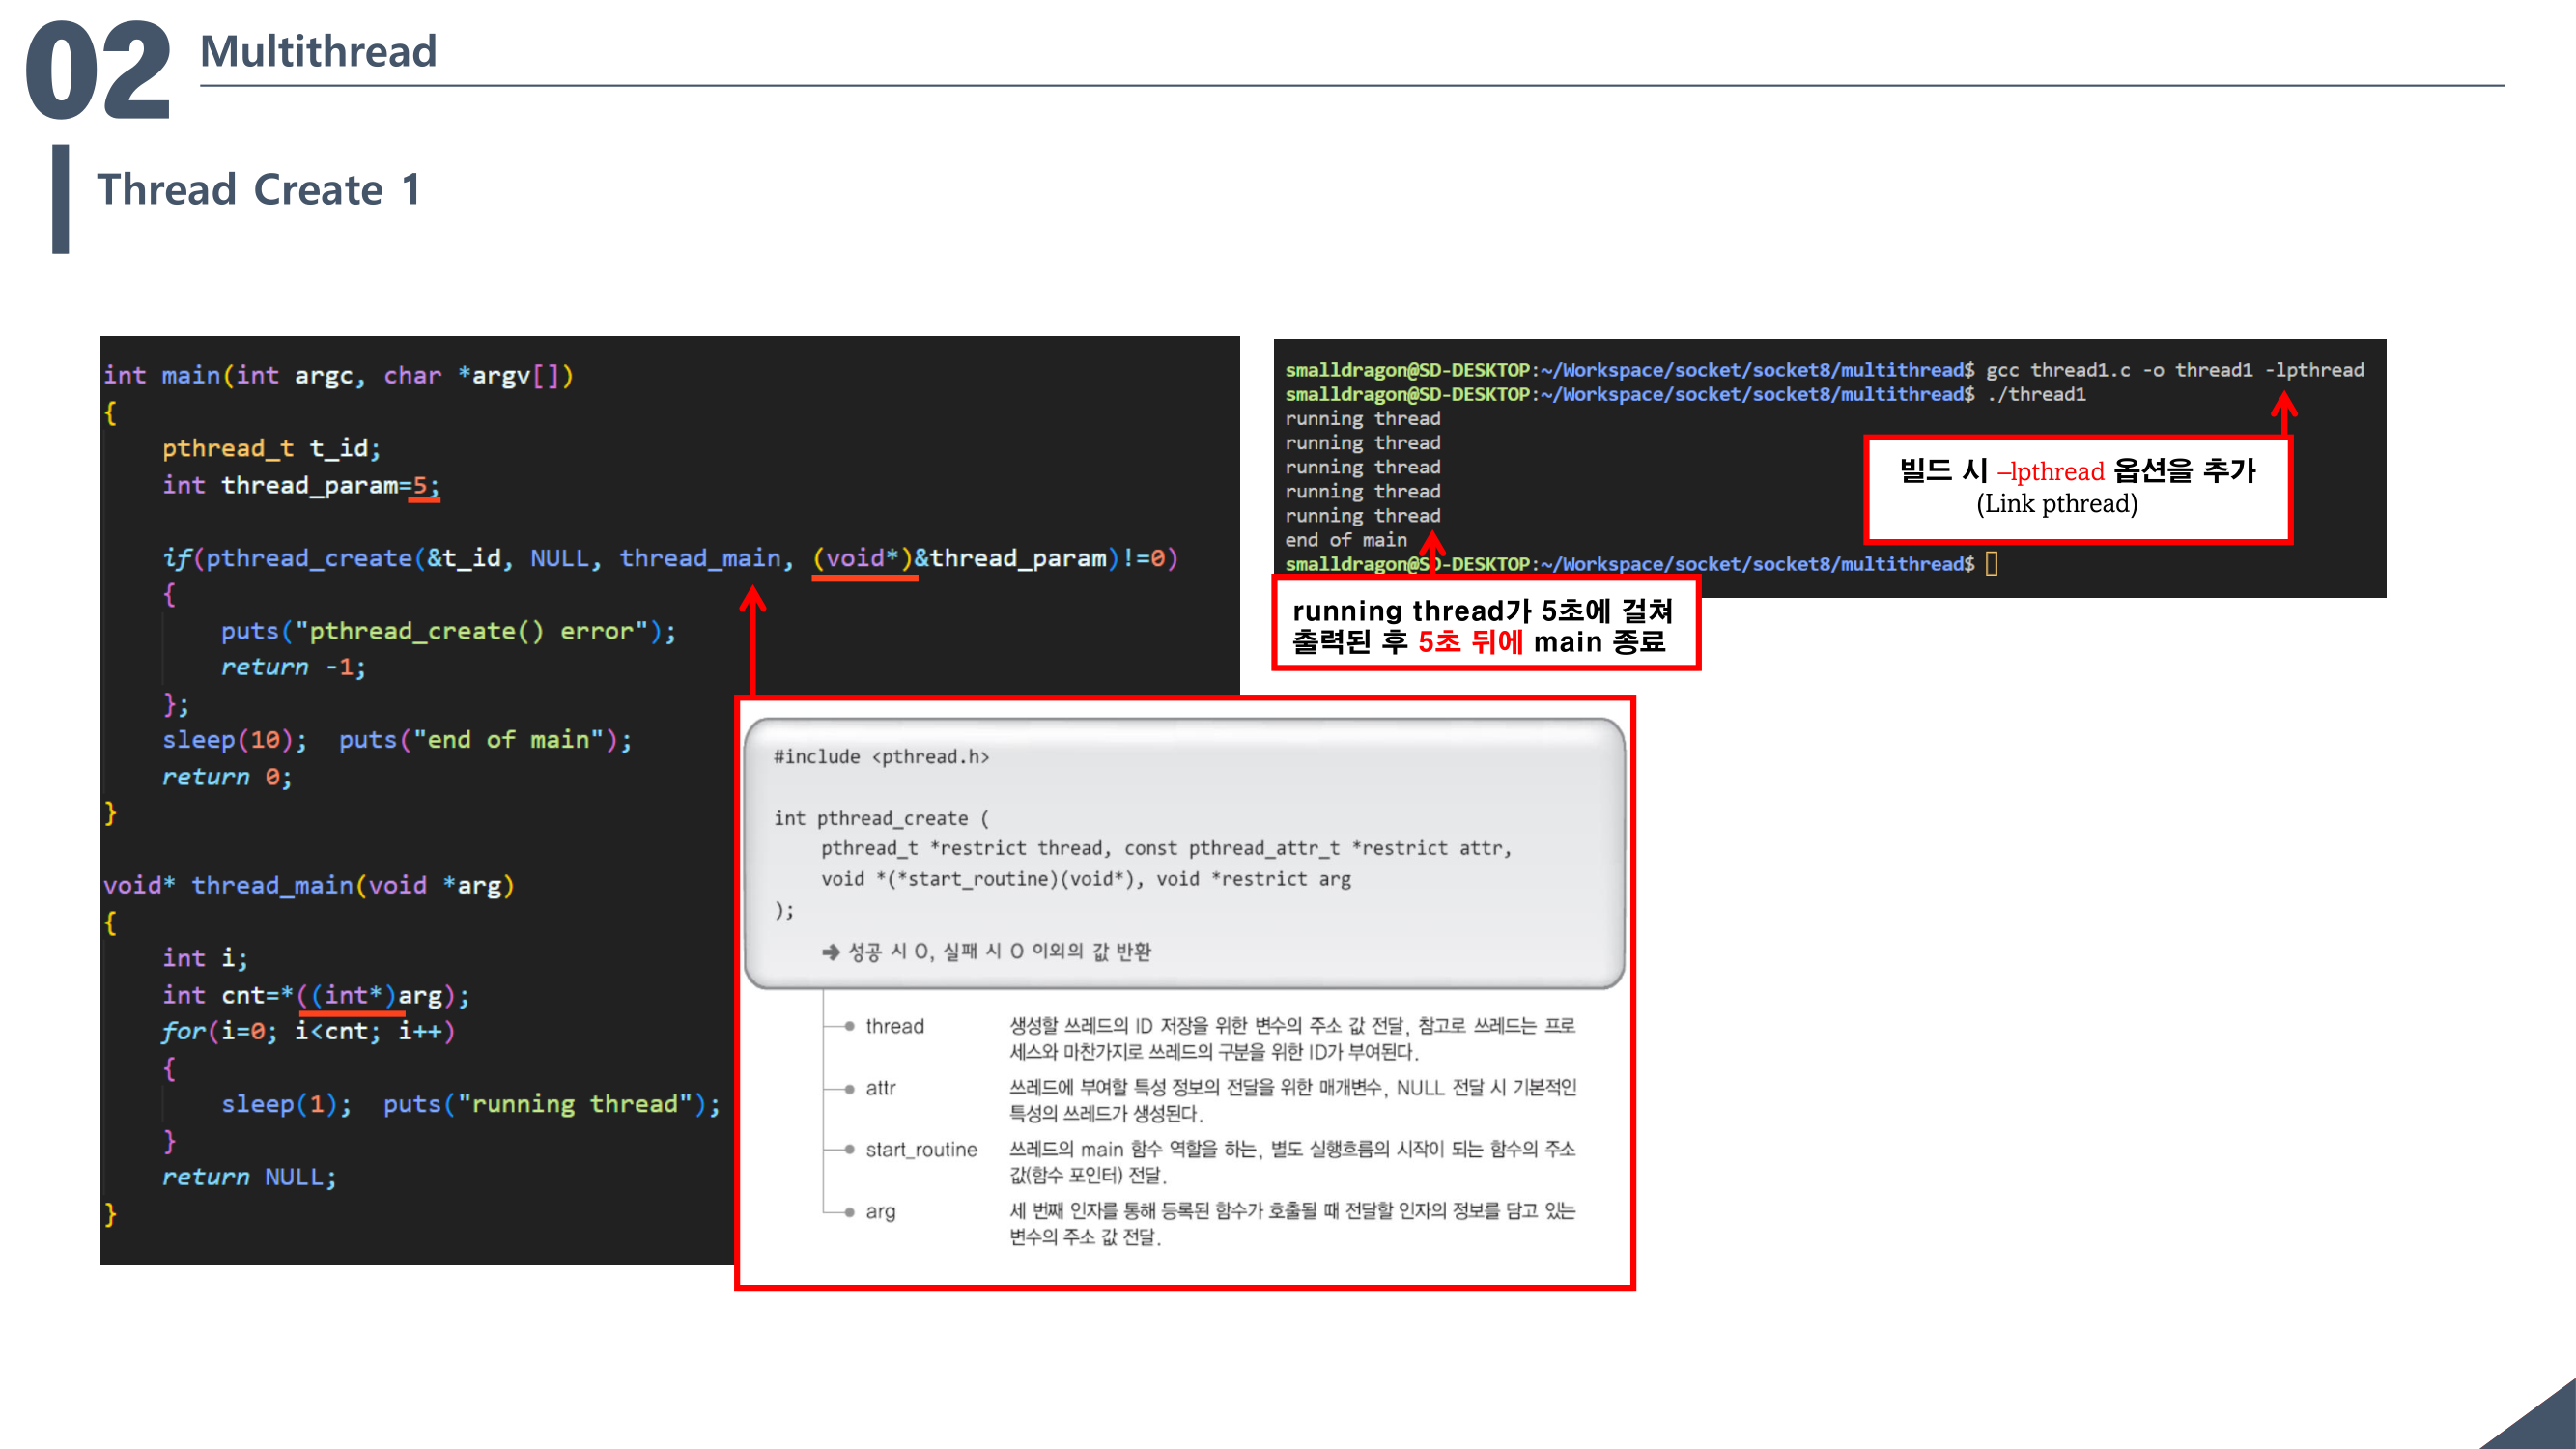 02
Multithread
Thread Create 1
int main(int argc, char *argv[])
{
pthread_t t_id;
int thread_param=5;
if(pthread_create(&t_id, NULL, thread_main, (void*)&thread_param)!=0)
{
puts("pthread_create() error");
return -1;
};
sleep(10);  puts("end of main");
return 0;
}
void* thread_main(void *arg)
{
int i;
int cnt=*((int*)arg);
for(i=0; i<cnt; i++)
{
sleep(1);  puts("running thread");
}
return NULL;
}
smalldragon@SD-DESKTOP:~/Workspace/socket/socket8/multithread$ gcc thread1.c -o thread1 -lpthread
smalldragon@SD-DESKTOP:~/Workspace/socket/socket8/multithread$ ./thread1
running thread
running thread
running thread
running thread
running thread
end of main
smalldragon@SD-DESKTOP:~/Workspace/socket/socket8/multithread$
빌드 시 –lpthread 옵션을 추가
(Link pthread)
running thread가 5초에 걸쳐
출력된 후 5초 뒤에 main 종료
#include <pthread.h>
int pthread_create (
pthread_t *restrict thread, const pthread_attr_t *restrict attr,
void *(*start_routine)(void*), void *restrict arg
);
➔ 성공 시 0, 실패 시 0 이외의 값 반환
thread 생성할 쓰레드의 ID 저장을 위한 변수의 주소 값 전달, 참고로 쓰레드는 프로
세스와 마찬가지로 쓰레드의 구분을 위한 ID가 부여된다.
attr 쓰레드에 부여할 특성 정보의 전달을 위한 매개변수, NULL 전달 시 기본적인
특성의 쓰레드가 생성된다.
start_routine 쓰레드의 main 함수 역할을 하는, 별도 실행흐름의 시작이 되는 함수의 주소
값(함수 포인터) 전달.
arg 세 번째 인자를 통해 등록된 함수가 호출될 때 전달할 인자의 정보를 담고 있는
변수의 주소 값 전달.